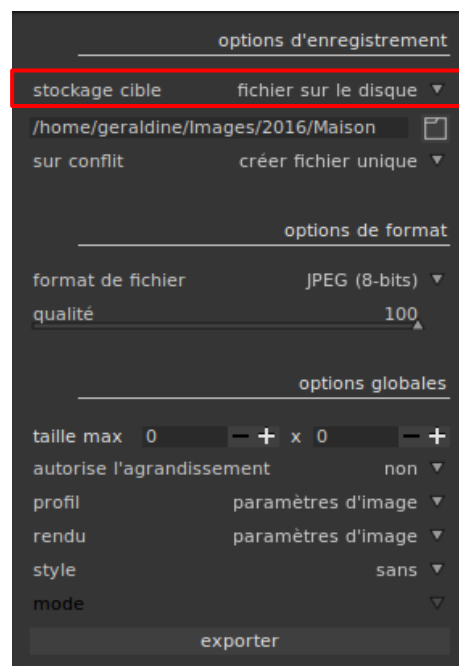 options d'enregistrement
stockage cible fichier sur le disque
/home/geraldine/Images/2016/Maison
sur conflit créer fichier unique
options de format
format de fichier JPEG (8-bits)
qualité 100
options globales
taille max 0 − + x 0 − +
autorise l'agrandissement non
profil paramètres d'image
rendu paramètres d'image
style sans
mode
exporter